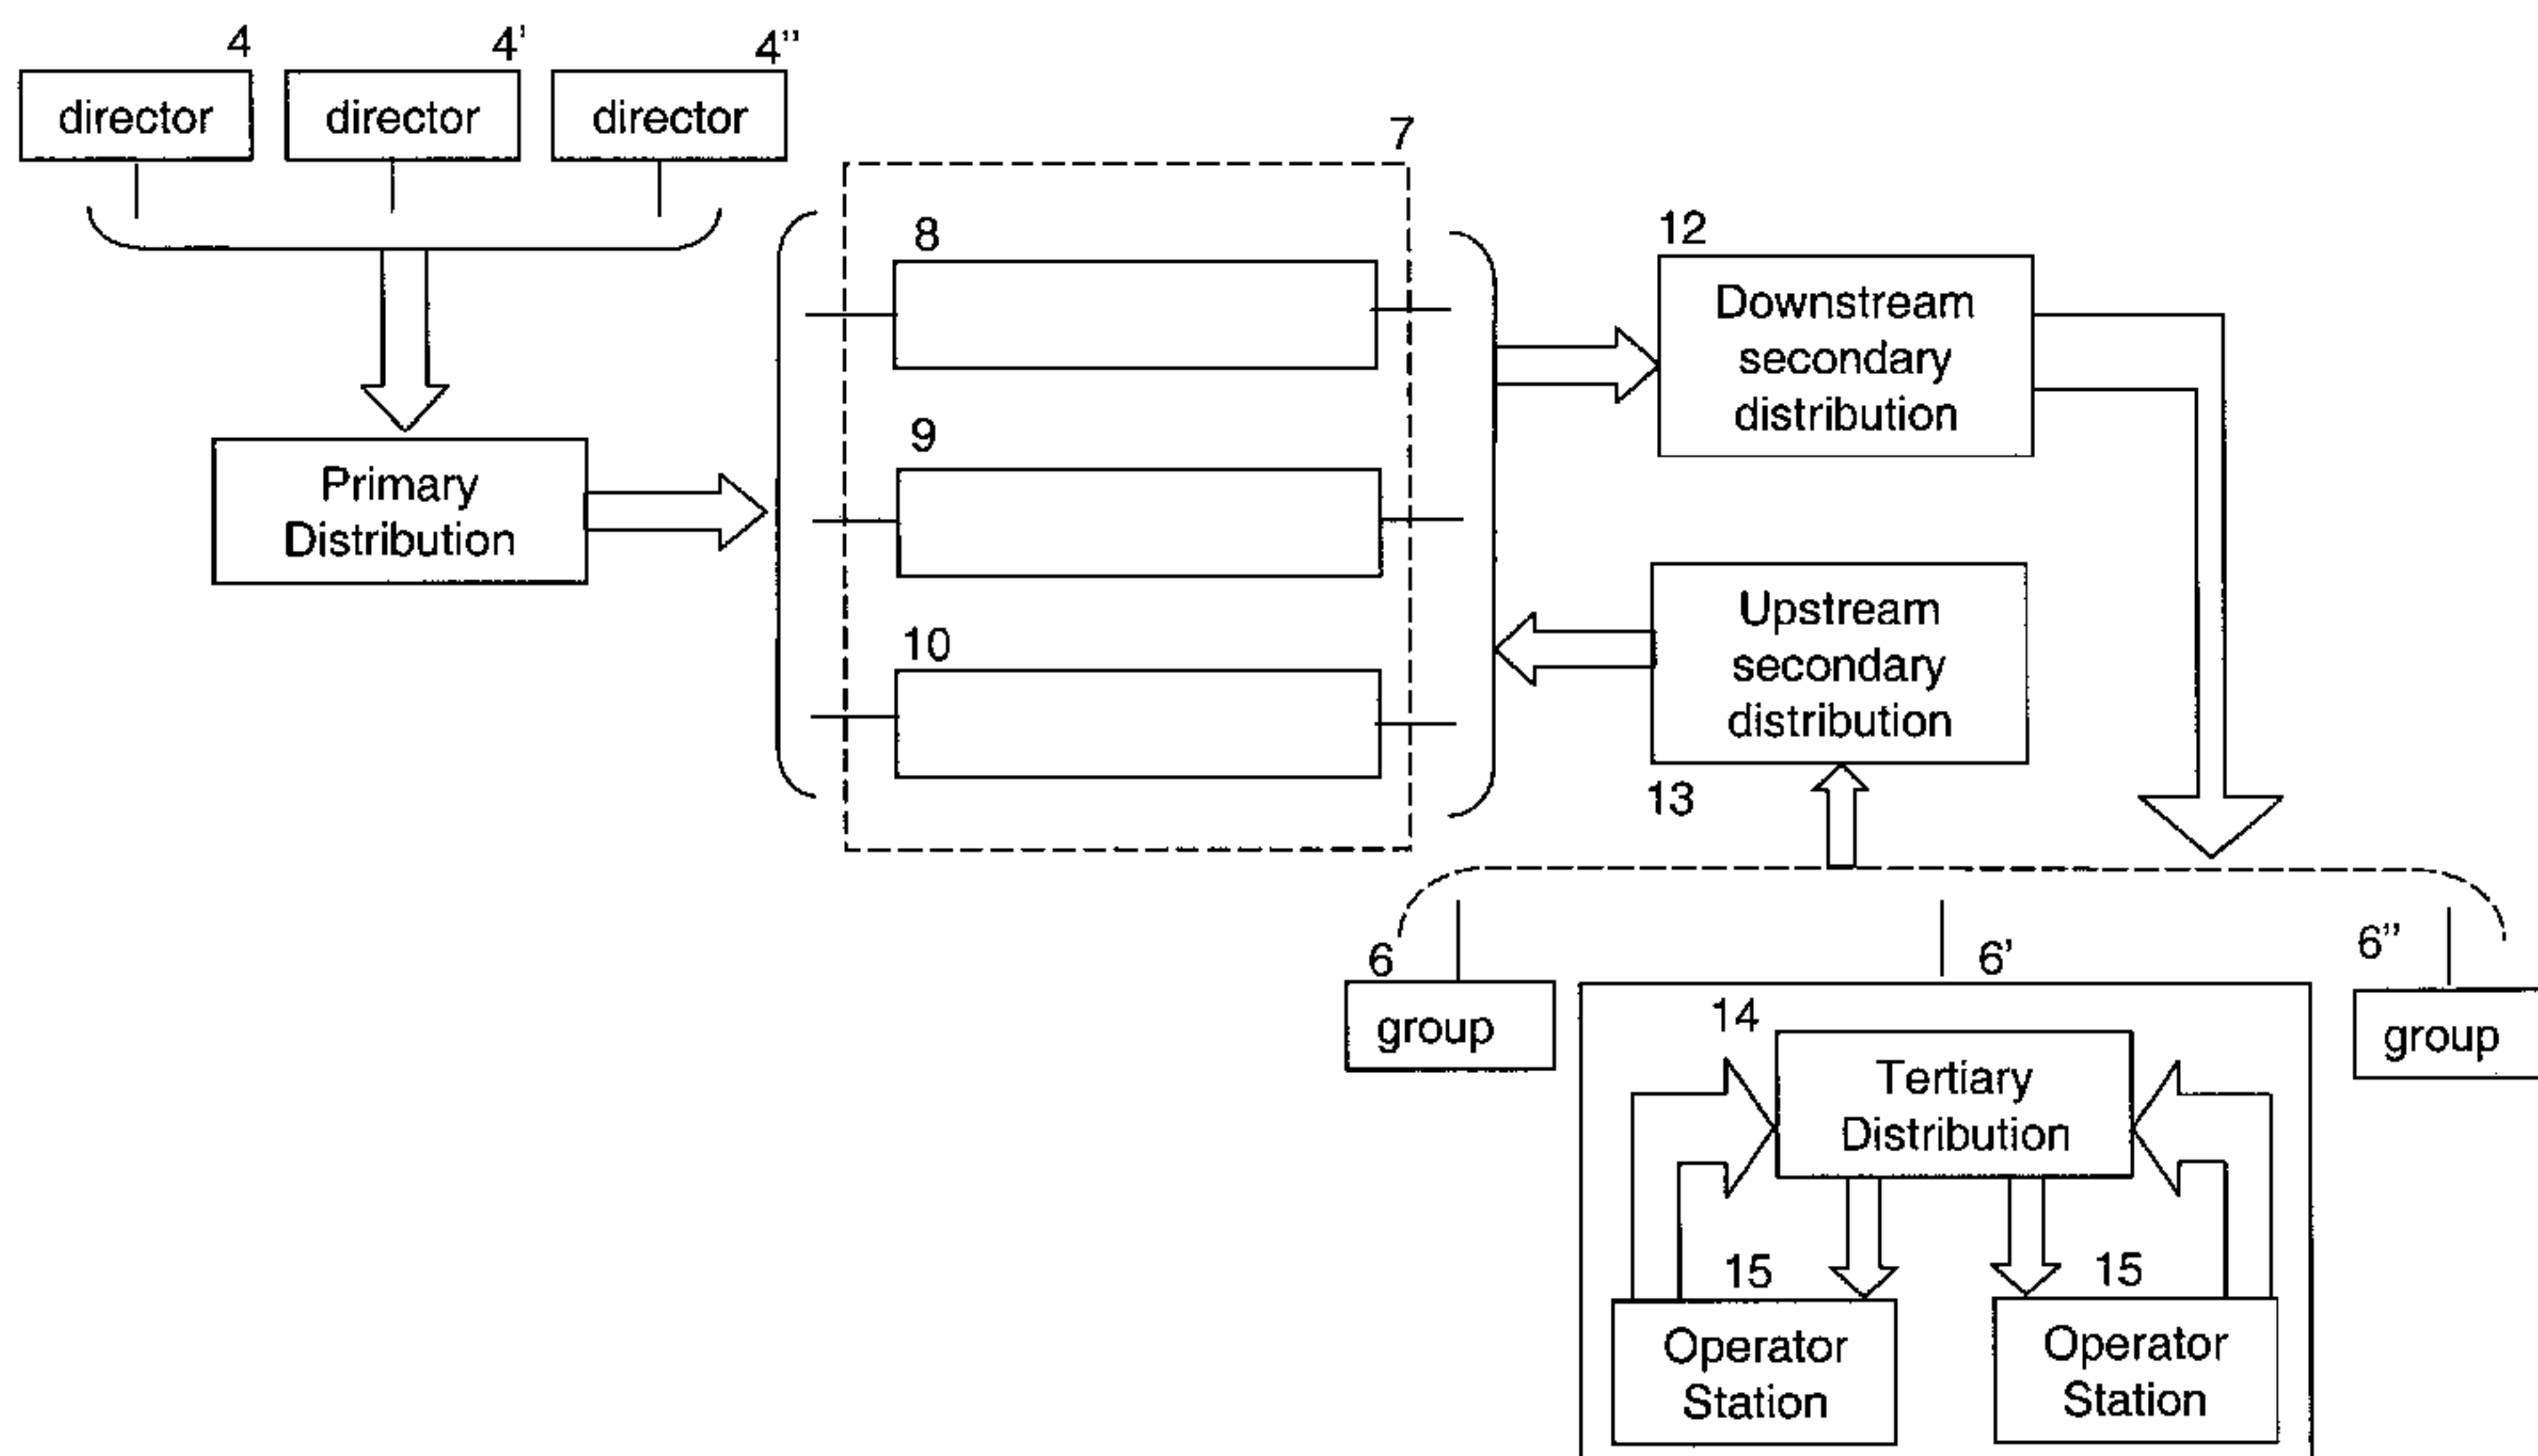 4
4'
4"
director
director
director
7
8
12
Downstream
secondary
distribution
9
Primary
Distribution
Upstream
secondary
distribution
10
13
6
6'
6"
group
group
14
Tertiary
Distribution
15
15
Operator
Station
Operator
Station